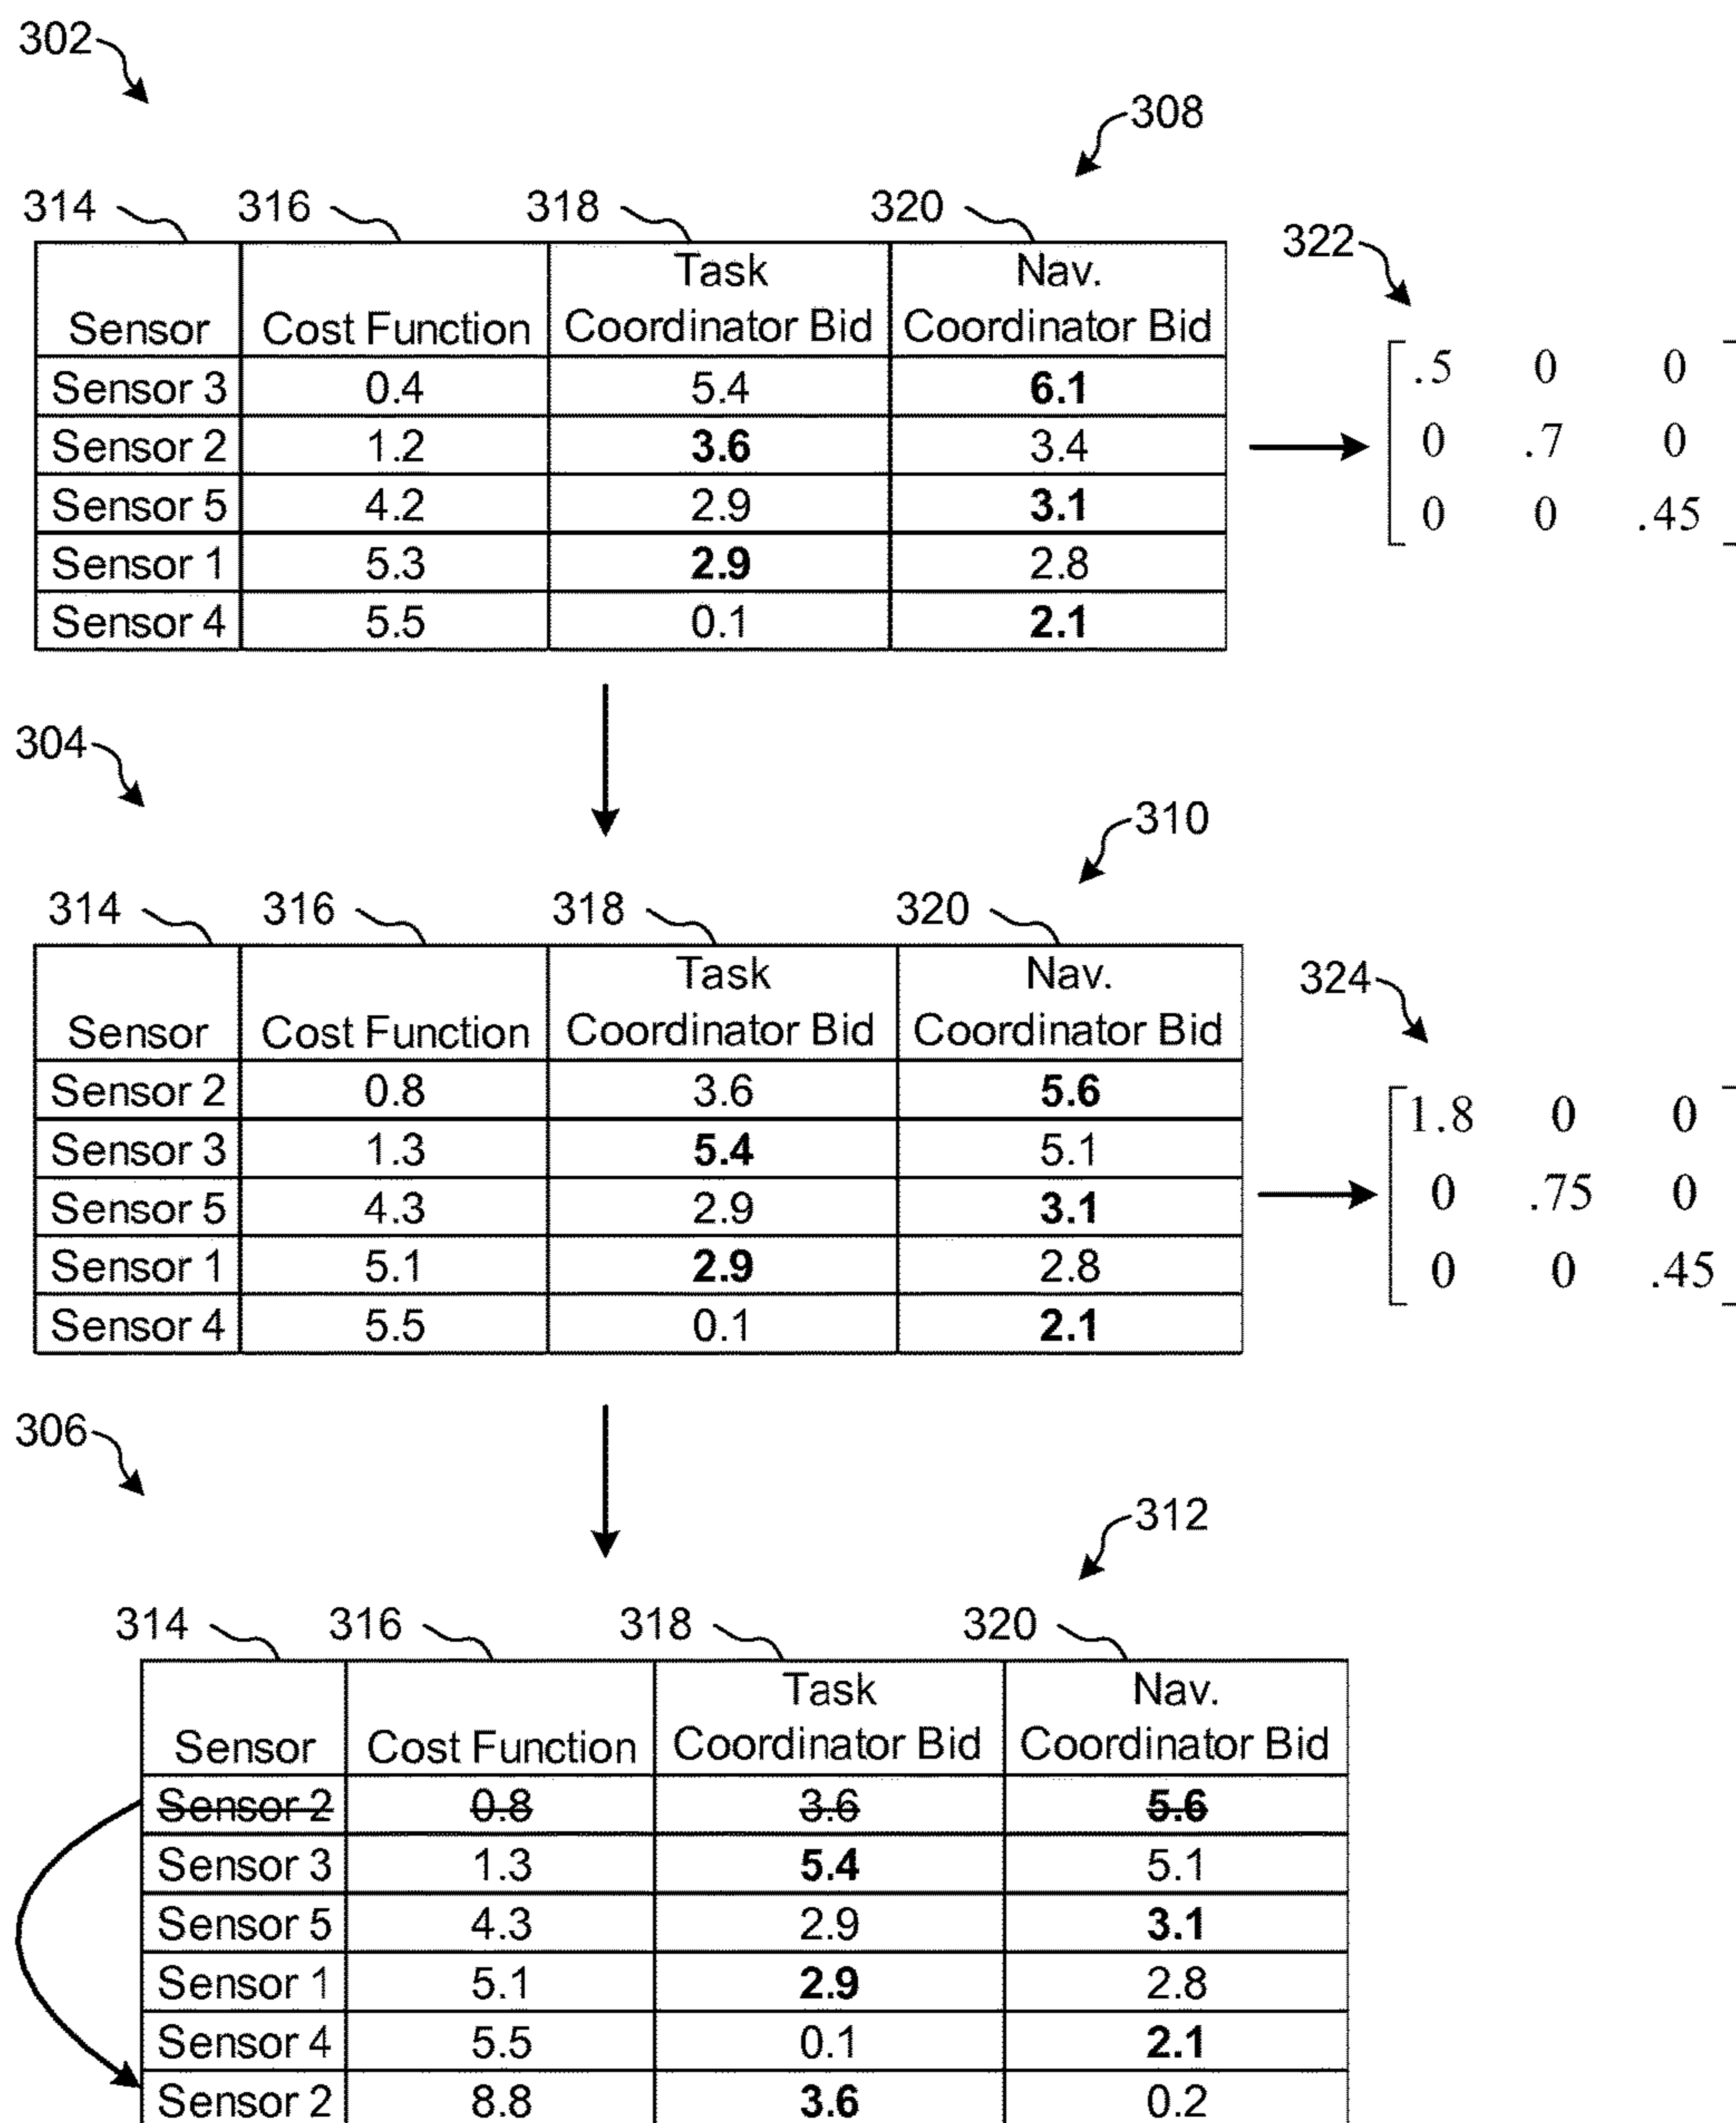 302
308
314 316 318 320
322
Task Nav.
Sensor Cost Function Coordinator Bid Coordinator Bid
Sensor 3 0.4 5.4 6.1
Sensor 2 1.2 3.6 3.4
Sensor 5 4.2 2.9 3.1
Sensor 1 5.3 2.9 2.8
Sensor 4 5.5 0.1 2.1
.5 0 0
0 .7 0
0 0 .45
304
310
314 316 318 320
324
Task Nav.
Sensor Cost Function Coordinator Bid Coordinator Bid
Sensor 2 0.8 3.6 5.6
Sensor 3 1.3 5.4 5.1
Sensor 5 4.3 2.9 3.1
Sensor 1 5.1 2.9 2.8
Sensor 4 5.5 0.1 2.1
1.8 0 0
0 .75 0
0 0 .45
306
312
314 316 318 320
Task Nav.
Sensor Cost Function Coordinator Bid Coordinator Bid
Sensor 2 0.8 3.6 5.6
Sensor 3 1.3 5.4 5.1
Sensor 5 4.3 2.9 3.1
Sensor 1 5.1 2.9 2.8
Sensor 4 5.5 0.1 2.1
Sensor 2 8.8 3.6 0.2